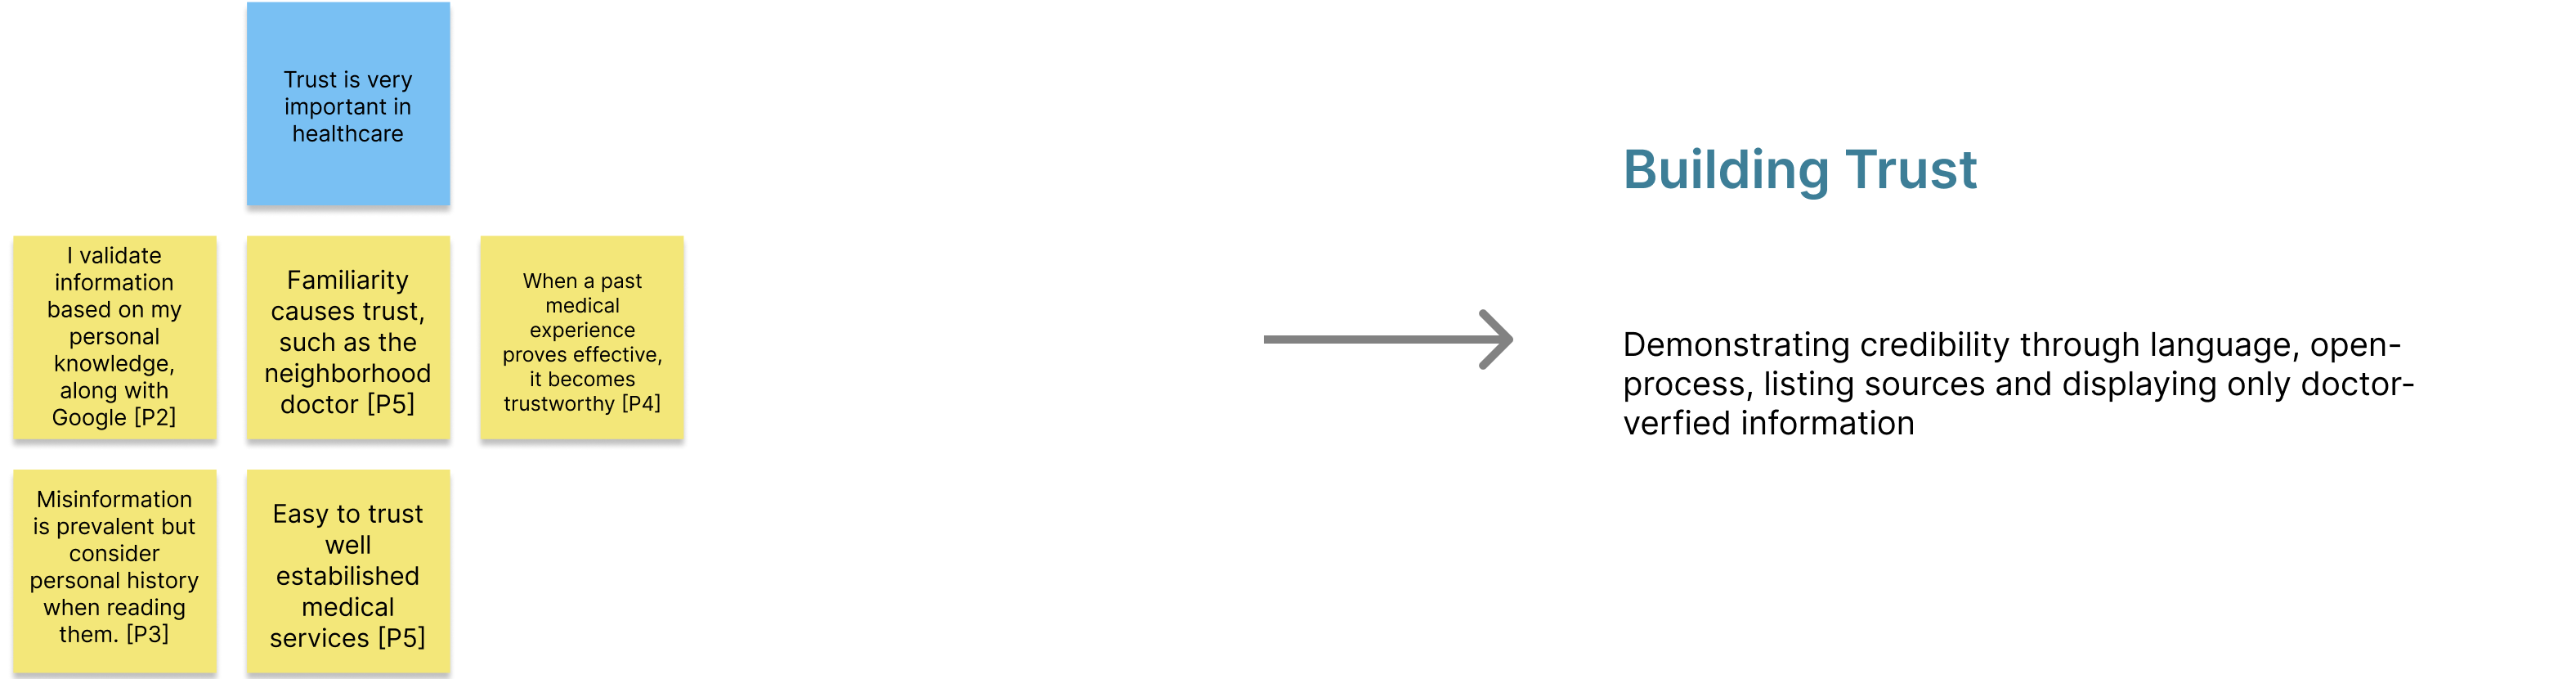 Trust is very
important in
healthcare
I validate
information
based on my
personal
knowledge,
along with
Google [P2]
Familiarity
causes trust,
such as the
neighborhood
doctor [P5]
When a past
medical
experience
proves effective,
it becomes
trustworthy [P4]
Misinformation
is prevalent but
consider
personal history
when reading
them. [P3]
Easy to trust
well
estabilished
medical
services [P5]
Building Trust
Demonstrating credibility through language, open-
process, listing sources and displaying only doctor-
verfied information